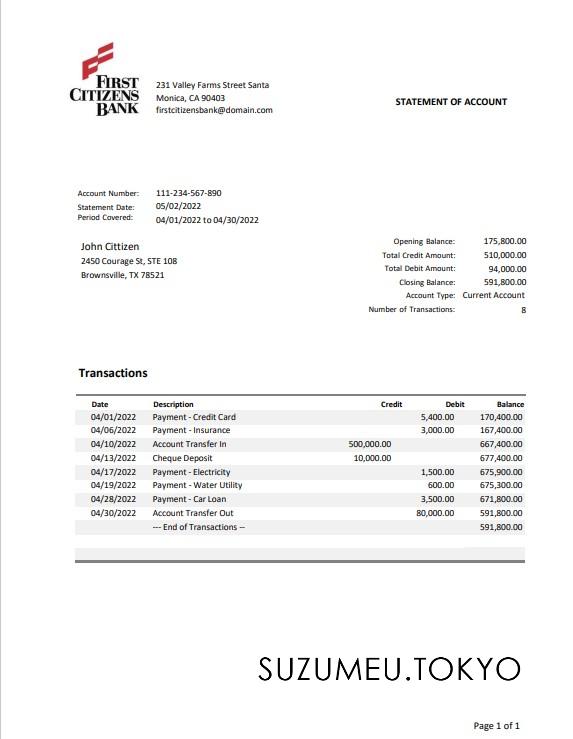 FIRST
CITIZENS
BANK
231 Valley Farms Street Santa
Monica, CA 90403
firstcitizensbank@domain.com
STATEMENT OF ACCOUNT
Account Number: 111-234-567-890
Statement Date: 05/02/2022
Period Covered: 04/01/2022 to 04/30/2022
John Cittizen
2450 Courage St, STE 108
Brownsville, TX 78521
Opening Balance: 175,800.00
Total Credit Amount: 510,000.00
Total Debit Amount: 94,000.00
Closing Balance: 591,800.00
Account Type: Current Account
Number of Transactions: 8
Transactions
Date Description Credit Debit Balance
04/01/2022 Payment - Credit Card 5,400.00 170,400.00
04/06/2022 Payment - Insurance 3,000.00 167,400.00
04/10/2022 Account Transfer In 500,000.00 667,400.00
04/13/2022 Cheque Deposit 10,000.00 677,400.00
04/17/2022 Payment - Electricity 1,500.00 675,900.00
04/19/2022 Payment - Water Utility 600.00 675,300.00
04/28/2022 Payment - Car Loan 3,500.00 671,800.00
04/30/2022 Account Transfer Out 80,000.00 591,800.00
--- End of Transactions -- 591,800.00
SUZUMEU.TOKYO
Page 1 of 1